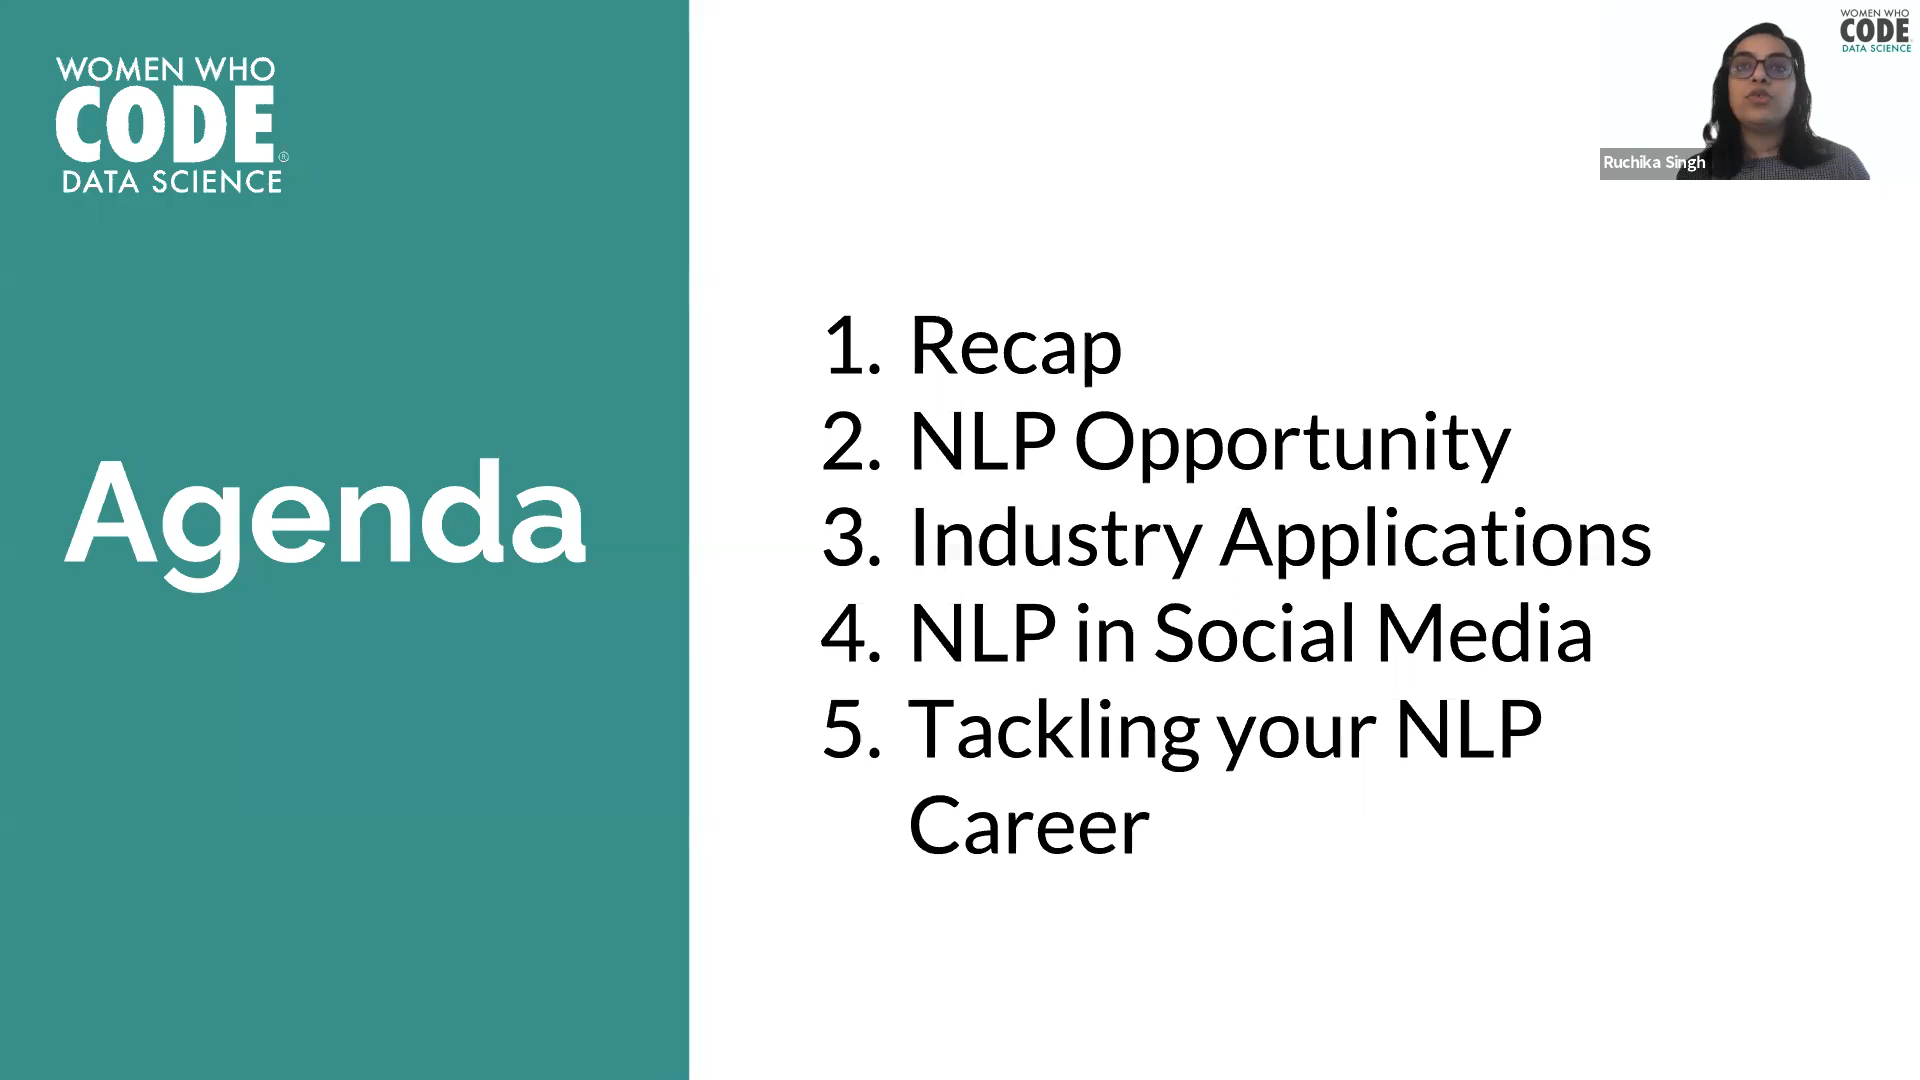 WOMEN WHO
CODE®
DATA SCIENCE
Agenda
1. Recap
2. NLP Opportunity
3. Industry Applications
4. NLP in Social Media
5. Tackling your NLP
Career
WOMEN WHO
CODE
DATA SCIENCE
Ruchika Singh